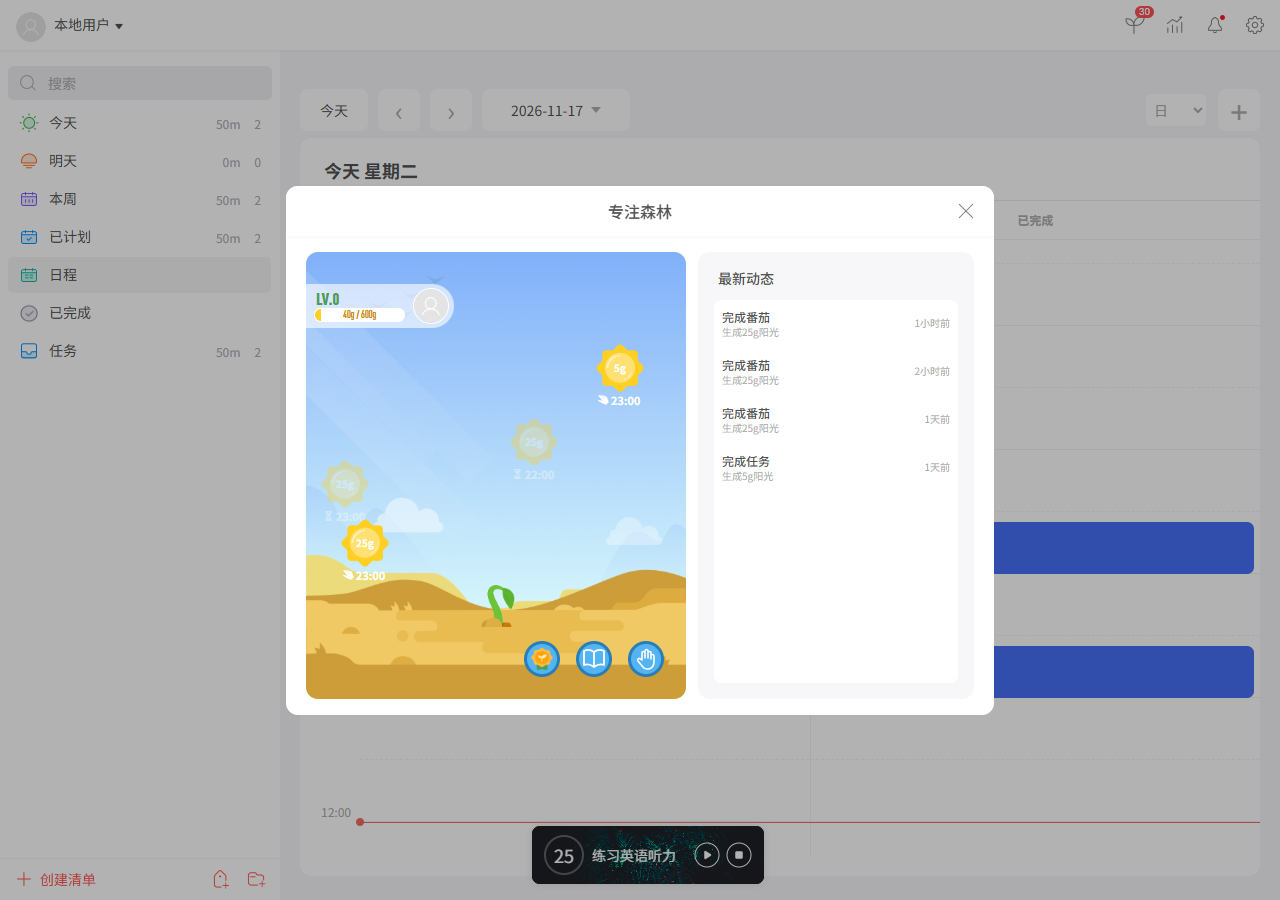 本地用户
30
搜索
今天 50m 2
明天 0m 0
本周 50m 2
已计划 50m 2
日程
已完成
任务 50m 2
创建清单
今天
2026-11-17
日
今天 星期二
已完成
12:00
专注森林
LV.0
40g / 600g
5g
23:00
25g
22:00
25g
23:00
25g
23:00
最新动态
完成番茄
生成25g阳光
1小时前
完成番茄
生成25g阳光
2小时前
完成番茄
生成25g阳光
1天前
完成任务
生成5g阳光
1天前
25 练习英语听力